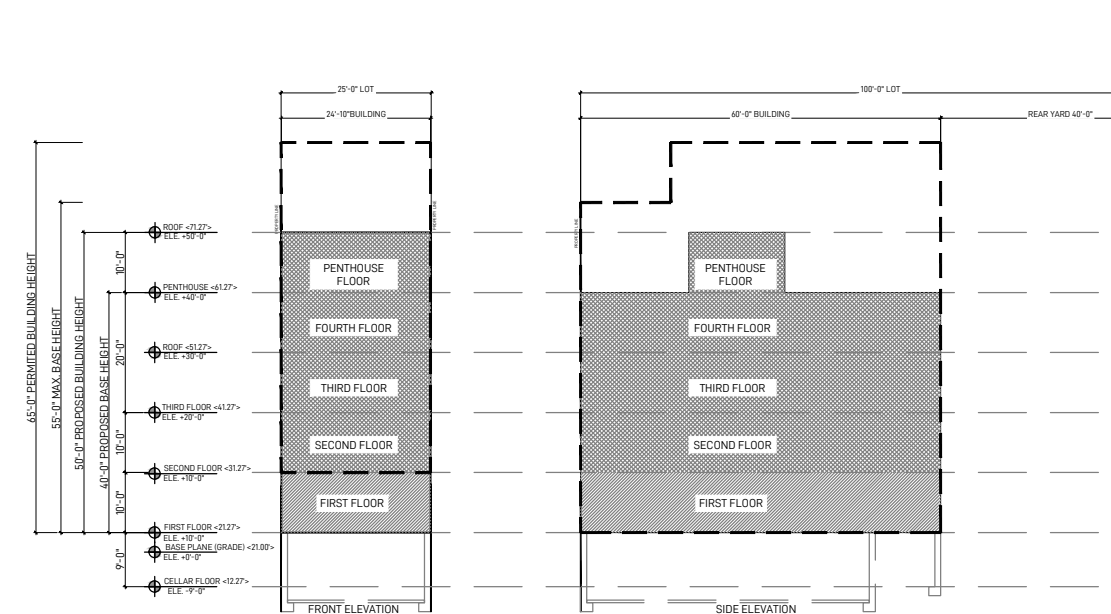 25'-0" LOT
100'-0" LOT
24'-10"BUILDING
60'-0" BUILDING
REAR YARD 40'-0"
65'-0" PERMITED BUILDING HEIGHT
55'-0" MAX. BASE HEIGHT
50'-0" PROPOSED BUILDING HEIGHT
40'-0" PROPOSED BASE HEIGHT
10'-0"
20'-0"
10'-0"
10'-0"
9'-0"
ROOF <71.27'>
ELE. +50'-0"
PENTHOUSE <61.27'>
ELE. +40'-0"
ROOF <51.27'>
ELE. +30'-0"
THIRD FLOOR <41.27'>
ELE. +20'-0"
SECOND FLOOR <31.27'>
ELE. +10'-0"
FIRST FLOOR <21.27'>
ELE. +10'-0"
BASE PLANE (GRADE) <21.00'>
ELE. +0'-0"
CELLAR FLOOR <12.27'>
ELE. -9'-0"
PROPERTY LINE
PROPERTY LINE
PENTHOUSE
FLOOR
FOURTH FLOOR
THIRD FLOOR
SECOND FLOOR
FIRST FLOOR
FRONT ELEVATION
PROPERTY LINE
PENTHOUSE
FLOOR
FOURTH FLOOR
THIRD FLOOR
SECOND FLOOR
FIRST FLOOR
SIDE ELEVATION